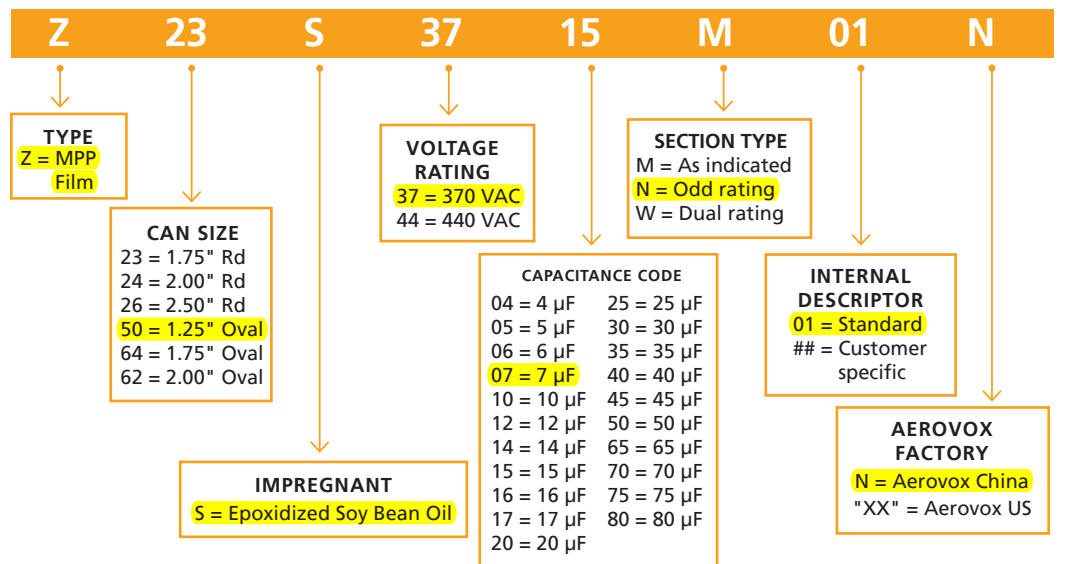 Z 23 S 37 15 M 01 N
TYPE
Z = MPP
Film
CAN SIZE
23 = 1.75" Rd
24 = 2.00" Rd
26 = 2.50" Rd
50 = 1.25" Oval
64 = 1.75" Oval
62 = 2.00" Oval
IMPREGNANT
S = Epoxidized Soy Bean Oil
VOLTAGE
RATING
37 = 370 VAC
44 = 440 VAC
CAPACITANCE CODE
04 = 4 µF 25 = 25 µF
05 = 5 µF 30 = 30 µF
06 = 6 µF 35 = 35 µF
07 = 7 µF 40 = 40 µF
10 = 10 µF 45 = 45 µF
12 = 12 µF 50 = 50 µF
14 = 14 µF 65 = 65 µF
15 = 15 µF 70 = 70 µF
16 = 16 µF 75 = 75 µF
17 = 17 µF 80 = 80 µF
20 = 20 µF
SECTION TYPE
M = As indicated
N = Odd rating
W = Dual rating
INTERNAL
DESCRIPTOR
01 = Standard
## = Customer
specific
AEROVOX
FACTORY
N = Aerovox China
"XX" = Aerovox US